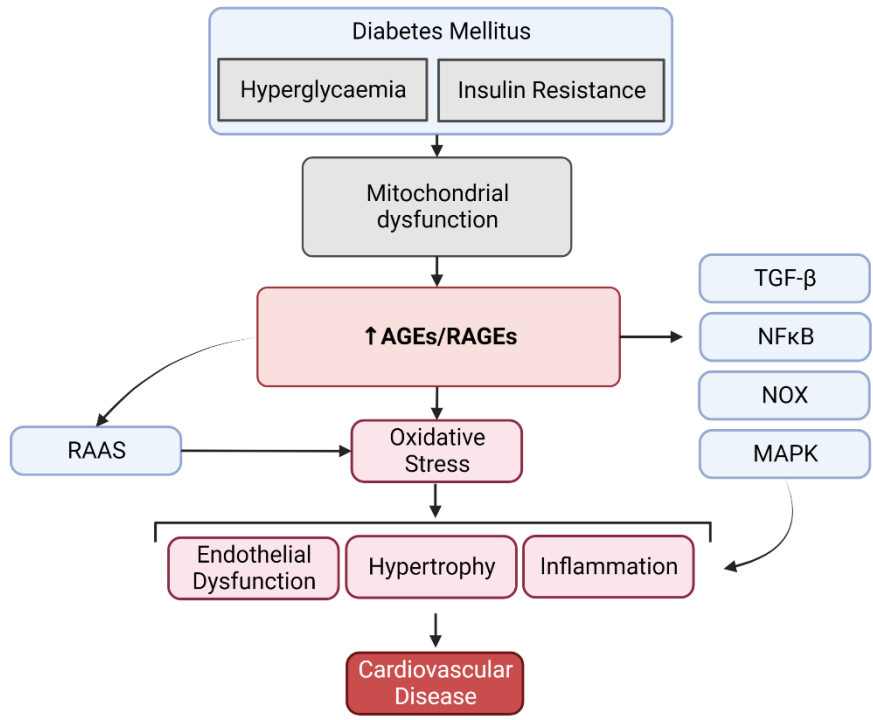 Diabetes Mellitus
Hyperglycaemia
Insulin Resistance
Mitochondrial
dysfunction
↑AGEs/RAGEs
TGF-β
NFκB
NOX
MAPK
RAAS
Oxidative
Stress
Endothelial
Dysfunction
Hypertrophy
Inflammation
Cardiovascular
Disease